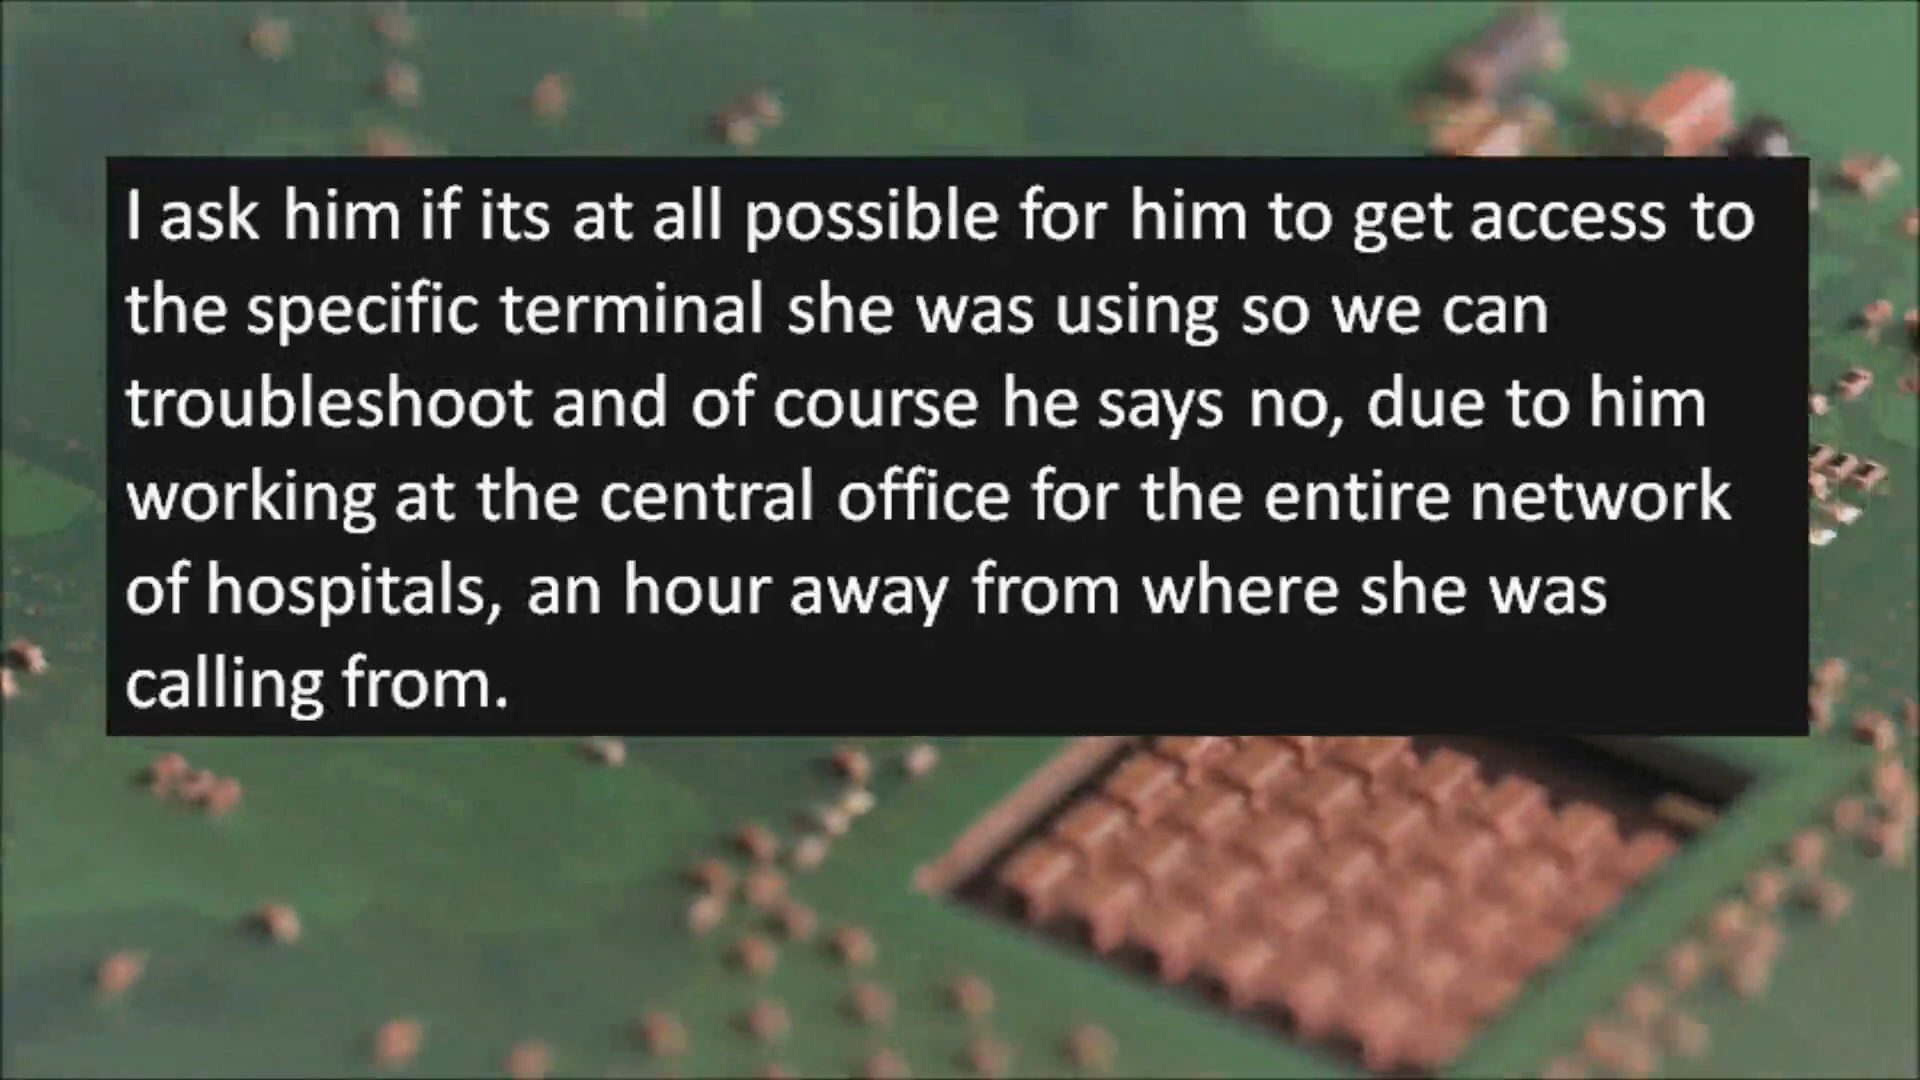 I ask him if its at all possible for him to get access to
the specific terminal she was using so we can
troubleshoot and of course he says no, due to him
working at the central office for the entire network
of hospitals, an hour away from where she was
calling from.